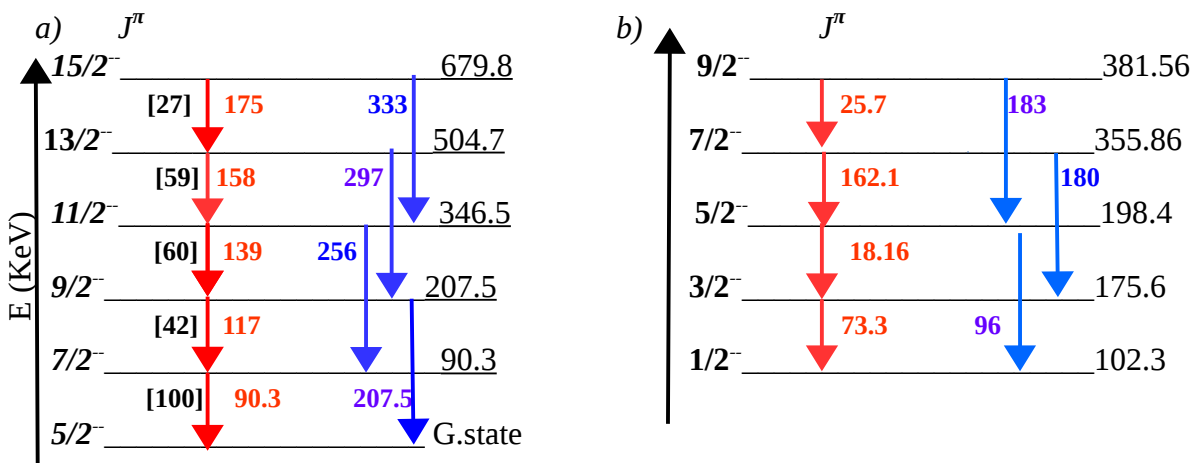 a) J^π
15/2⁻⁻ 679.8
[27] 175 333
13/2⁻⁻ 504.7
[59] 158 297
11/2⁻⁻ 346.5
[60] 139 256
9/2⁻⁻ 207.5
[42] 117
7/2⁻⁻ 90.3
[100] 90.3 207.5
5/2⁻⁻ G.state
E (KeV)
b) J^π
9/2⁻⁻ 381.56
25.7 183
7/2⁻⁻ 355.86
162.1 180
5/2⁻⁻ 198.4
18.16
3/2⁻⁻ 175.6
73.3 96
1/2⁻⁻ 102.3